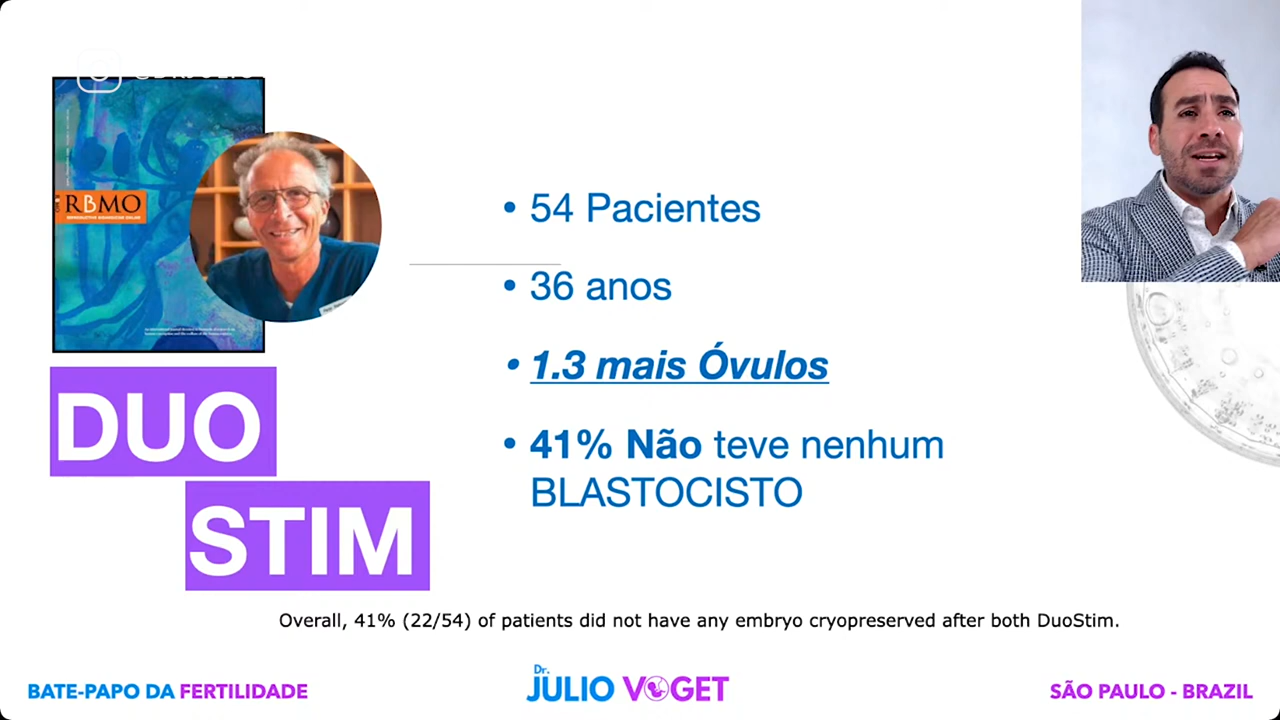 RBMO
DUO
STIM
• 54 Pacientes
• 36 anos
• 1.3 mais Óvulos
• 41% Não teve nenhum
BLASTOCISTO
Overall, 41% (22/54) of patients did not have any embryo cryopreserved after both DuoStim.
BATE-PAPO DA FERTILIDADE
Dr.
JULIO VOGET
SÃO PAULO - BRAZIL